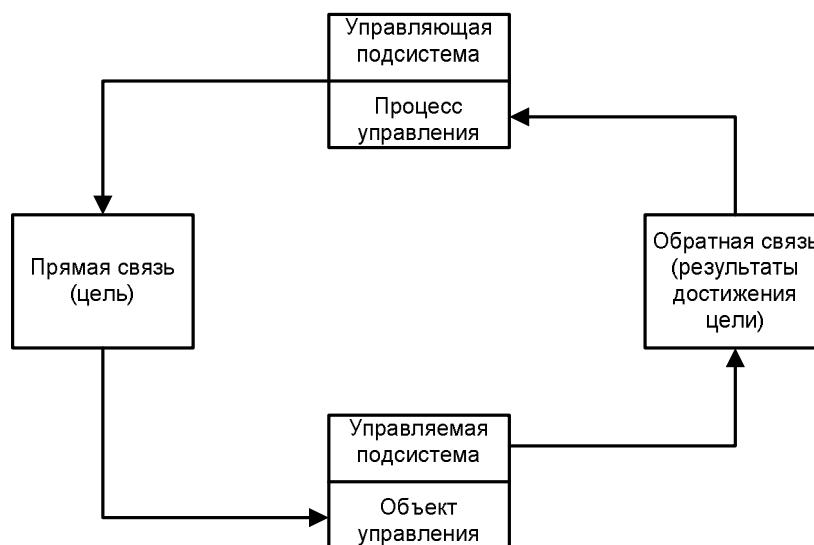 Управляющая
подсистема
Процесс
управления
Прямая связь
(цель)
Обратная связь
(результаты
достижения
цели)
Управляемая
подсистема
Объект
управления